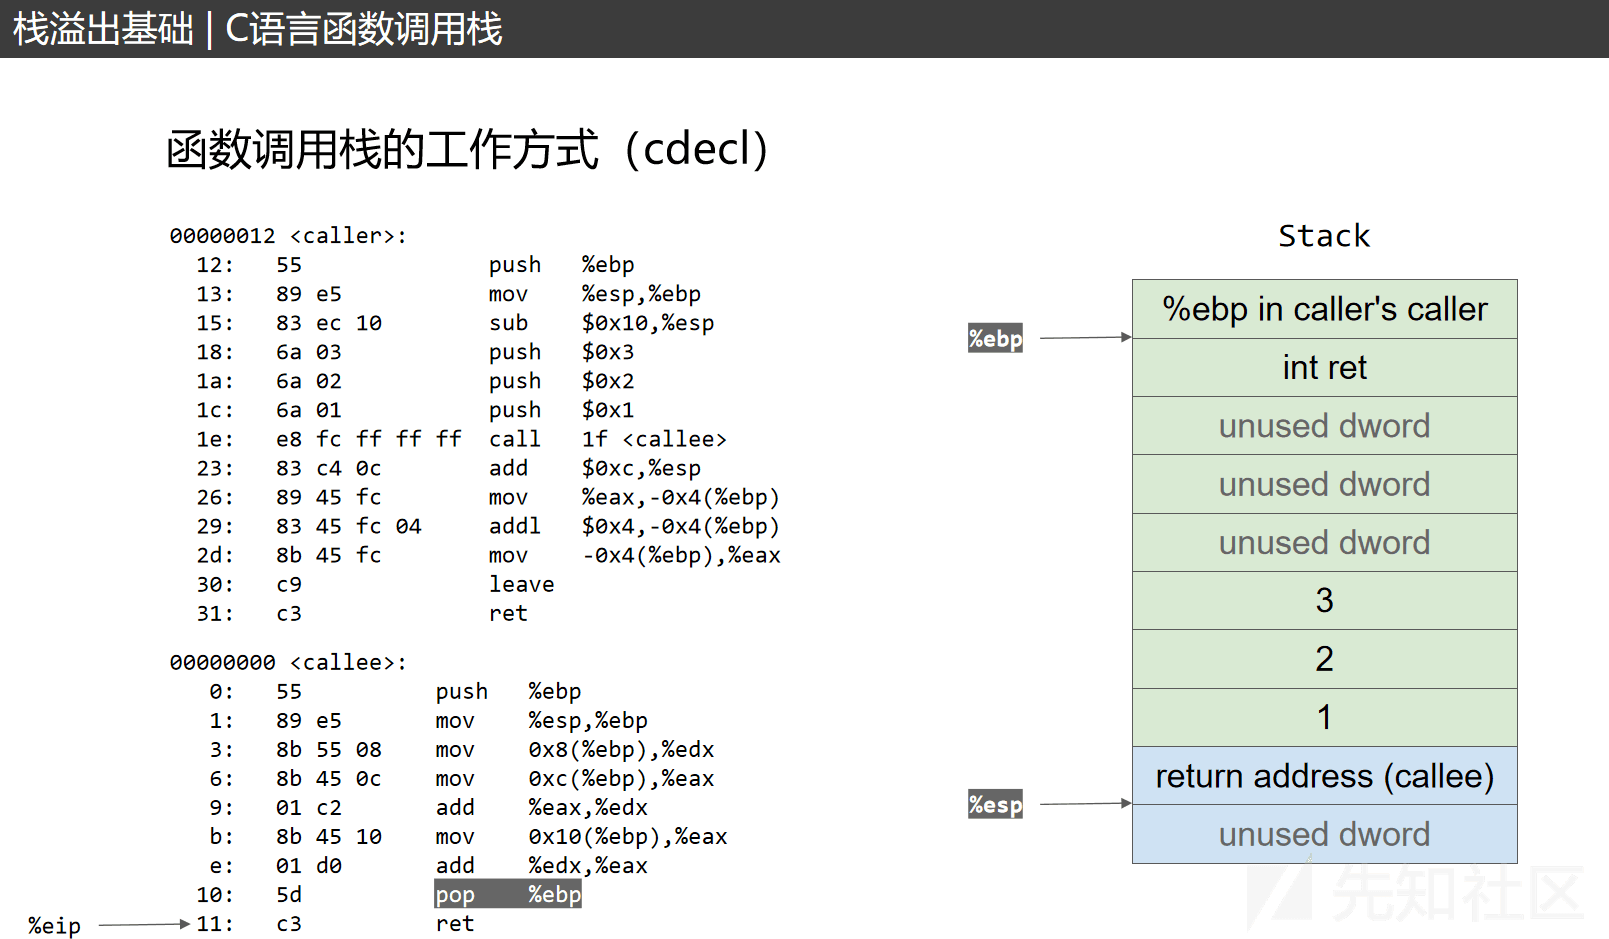 栈溢出基础 | C语言函数调用栈
函数调用栈的工作方式（cdecl）
00000012 <caller>:
12: 55 push %ebp
13: 89 e5 mov %esp,%ebp
15: 83 ec 10 sub $0x10,%esp
18: 6a 03 push $0x3
1a: 6a 02 push $0x2
1c: 6a 01 push $0x1
1e: e8 fc ff ff ff call 1f <callee>
23: 83 c4 0c add $0xc,%esp
26: 89 45 fc mov %eax,-0x4(%ebp)
29: 83 45 fc 04 addl $0x4,-0x4(%ebp)
2d: 8b 45 fc mov -0x4(%ebp),%eax
30: c9 leave
31: c3 ret
00000000 <callee>:
0: 55 push %ebp
1: 89 e5 mov %esp,%ebp
3: 8b 55 08 mov 0x8(%ebp),%edx
6: 8b 45 0c mov 0xc(%ebp),%eax
9: 01 c2 add %eax,%edx
b: 8b 45 10 mov 0x10(%ebp),%eax
e: 01 d0 add %edx,%eax
10: 5d pop %ebp
%eip 11: c3 ret
Stack
%ebp in caller's caller
%ebp
int ret
unused dword
unused dword
unused dword
3
2
1
return address (callee)
%esp
unused dword
先知社区